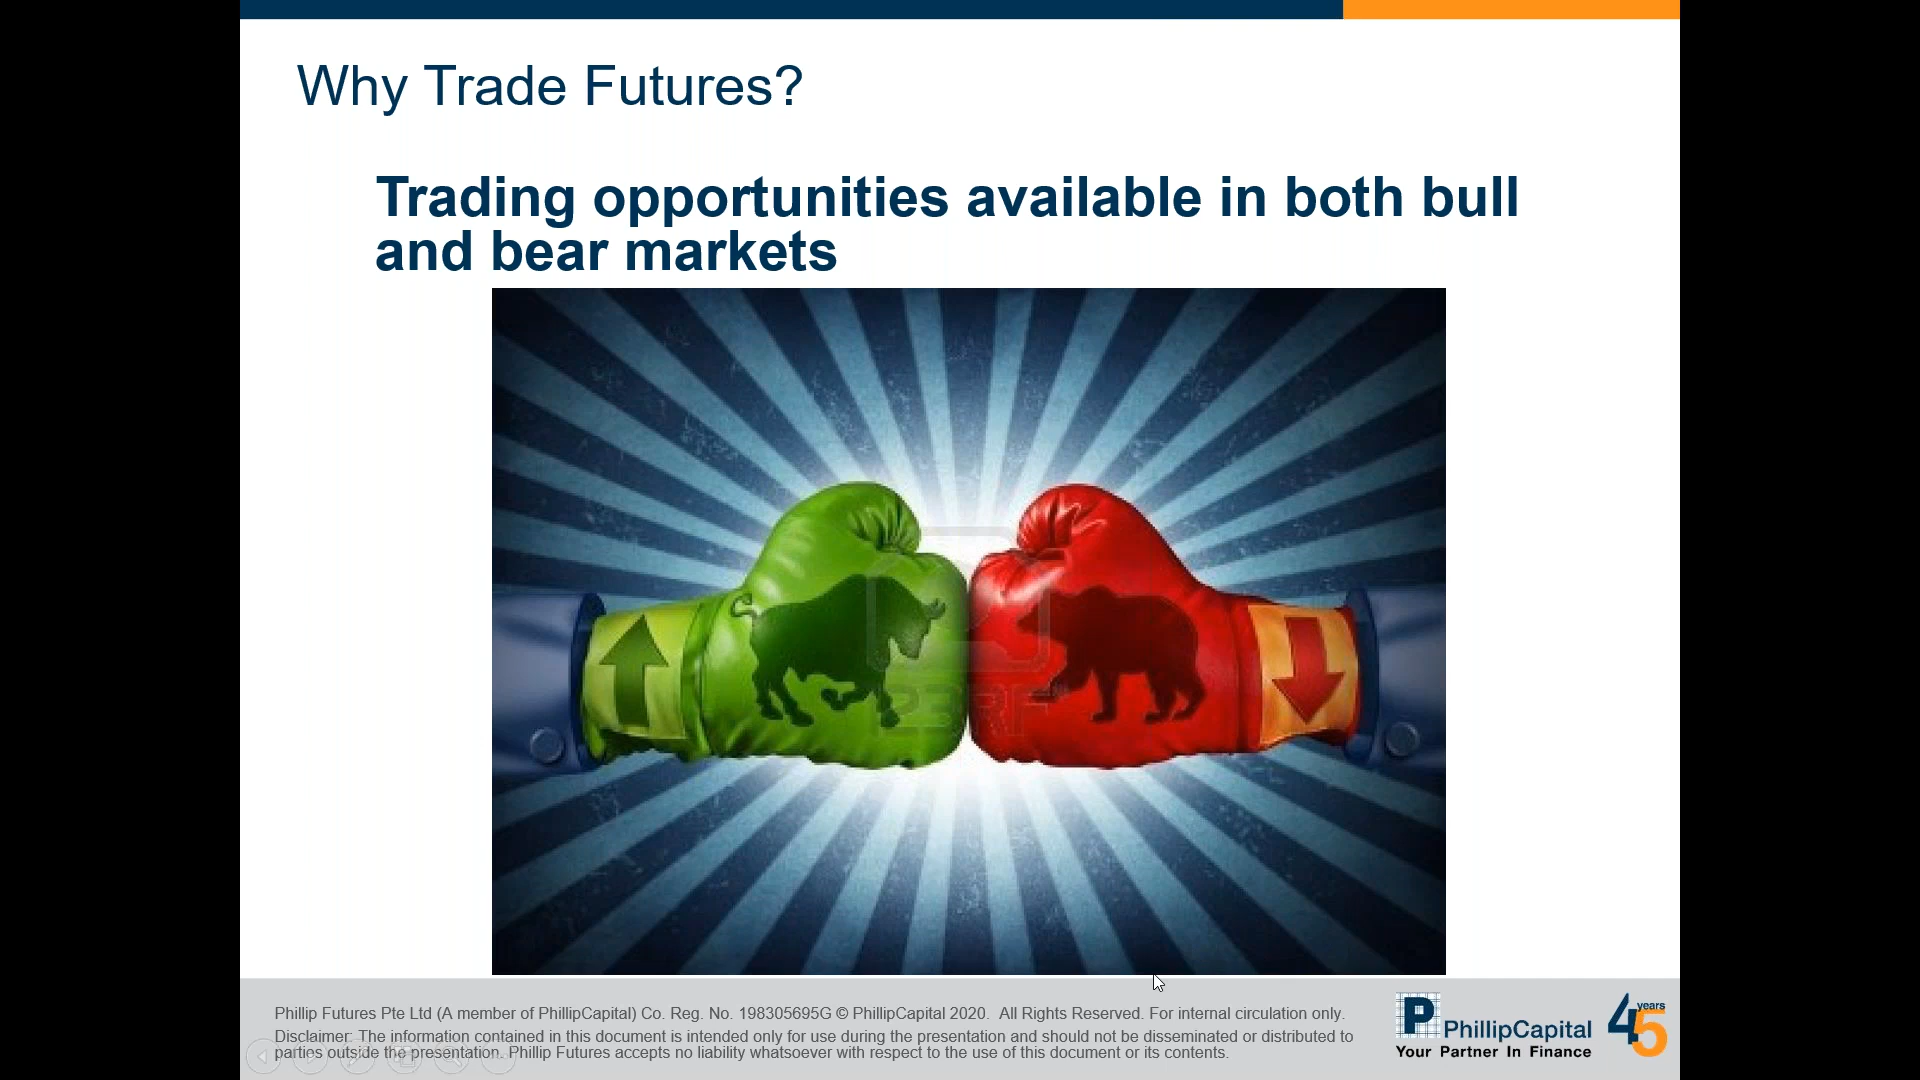 Why Trade Futures?
Trading opportunities available in both bull
and bear markets
123RF
Phillip Futures Pte Ltd (A member of PhillipCapital) Co. Reg. No. 198305695G © PhillipCapital 2020.  All Rights Reserved. For internal circulation only.
Disclaimer: The information contained in this document is intended only for use during the presentation and should not be disseminated or distributed to
parties outside the presentation. Phillip Futures accepts no liability whatsoever with respect to the use of this document or its contents.
P
PhillipCapital
Your Partner In Finance
45 years